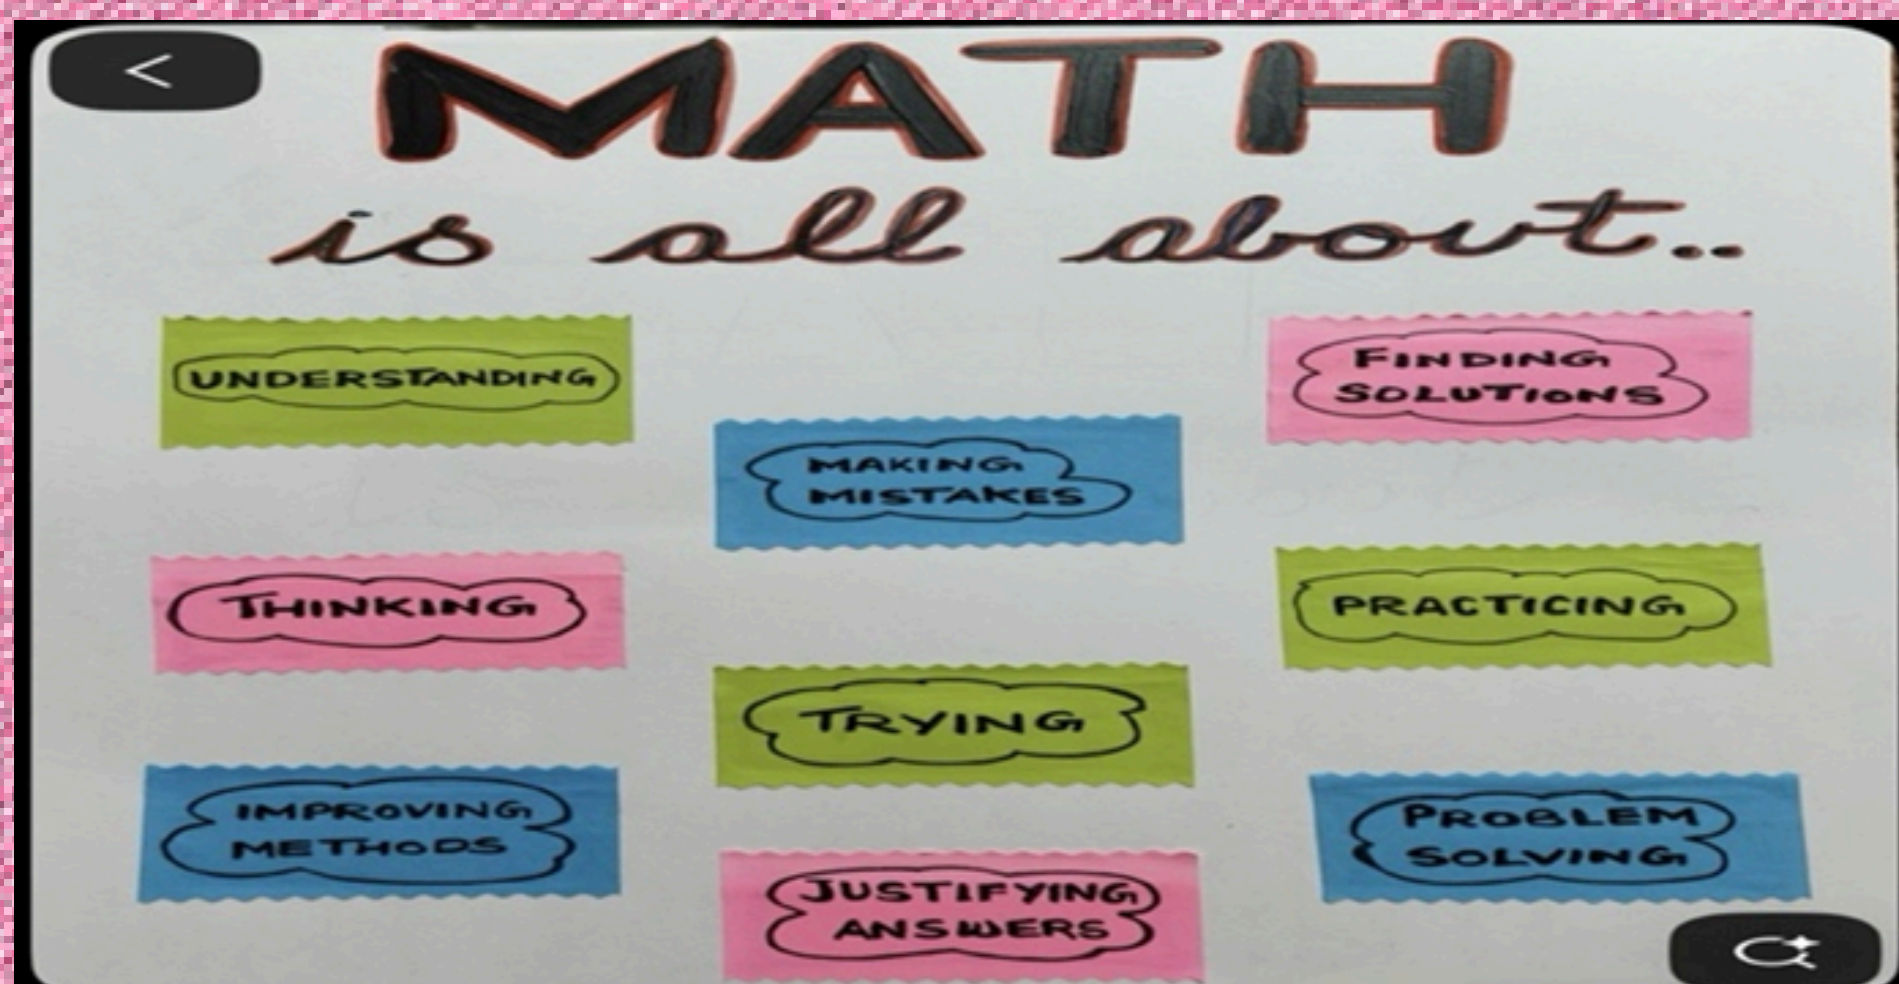 MATH
is all about..
UNDERSTANDING
FINDING
SOLUTIONS
MAKING
MISTAKES
THINKING
PRACTICING
TRYING
IMPROVING
METHODS
PROBLEM
SOLVING
JUSTIFYING
ANSWERS